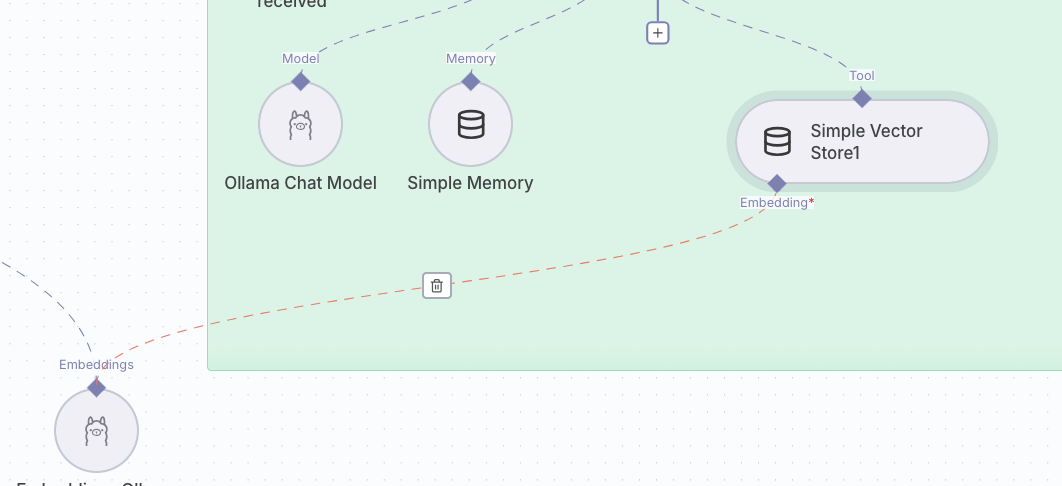 received
Model
Memory
Tool
Simple Vector
Store1
Ollama Chat Model
Simple Memory
Embedding*
Embeddings